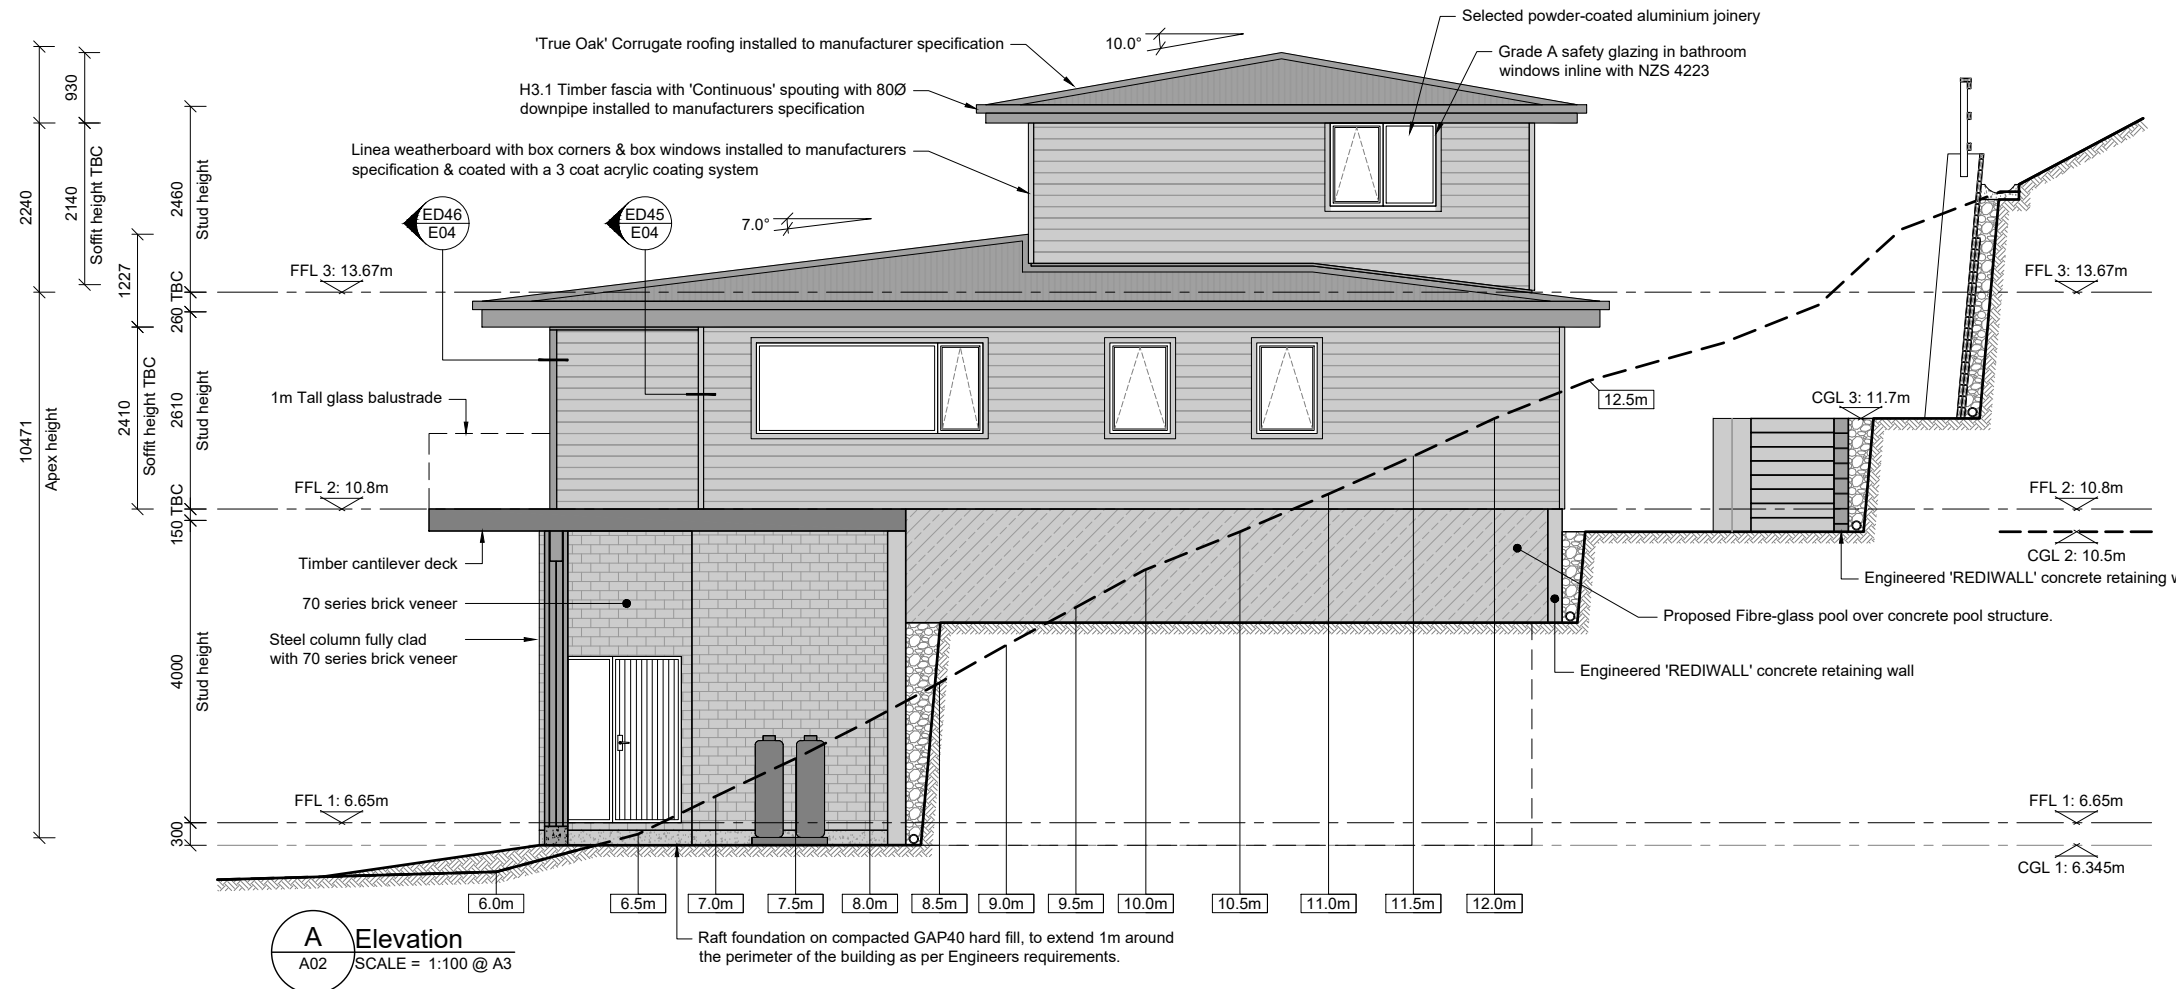 Selected powder-coated aluminium joinery
'True Oak' Corrugate roofing installed to manufacturer specification
10.0°
Grade A safety glazing in bathroom
windows inline with NZS 4223
H3.1 Timber fascia with 'Continuous' spouting with 80Ø
downpipe installed to manufacturers specification
Linea weatherboard with box corners & box windows installed to manufacturers
specification & coated with a 3 coat acrylic coating system
930
2240
2140
Soffit height TBC
2460
Stud height
ED46
E04
ED45
E04
7.0°
FFL 3: 13.67m
FFL 3: 13.67m
1227
260 TBC
10471
Apex height
2410
Soffit height TBC
2610
Stud height
1m Tall glass balustrade
12.5m
CGL 3: 11.7m
FFL 2: 10.8m
FFL 2: 10.8m
150 TBC
CGL 2: 10.5m
Timber cantilever deck
Engineered 'REDIWALL' concrete retaining w
70 series brick veneer
Proposed Fibre-glass pool over concrete pool structure.
Steel column fully clad
with 70 series brick veneer
4000
Stud height
Engineered 'REDIWALL' concrete retaining wall
FFL 1: 6.65m
FFL 1: 6.65m
300
CGL 1: 6.345m
6.0m
6.5m
7.0m
7.5m
8.0m
8.5m
9.0m
9.5m
10.0m
10.5m
11.0m
11.5m
12.0m
A
A02
Elevation
SCALE = 1:100 @ A3
Raft foundation on compacted GAP40 hard fill, to extend 1m around
the perimeter of the building as per Engineers requirements.